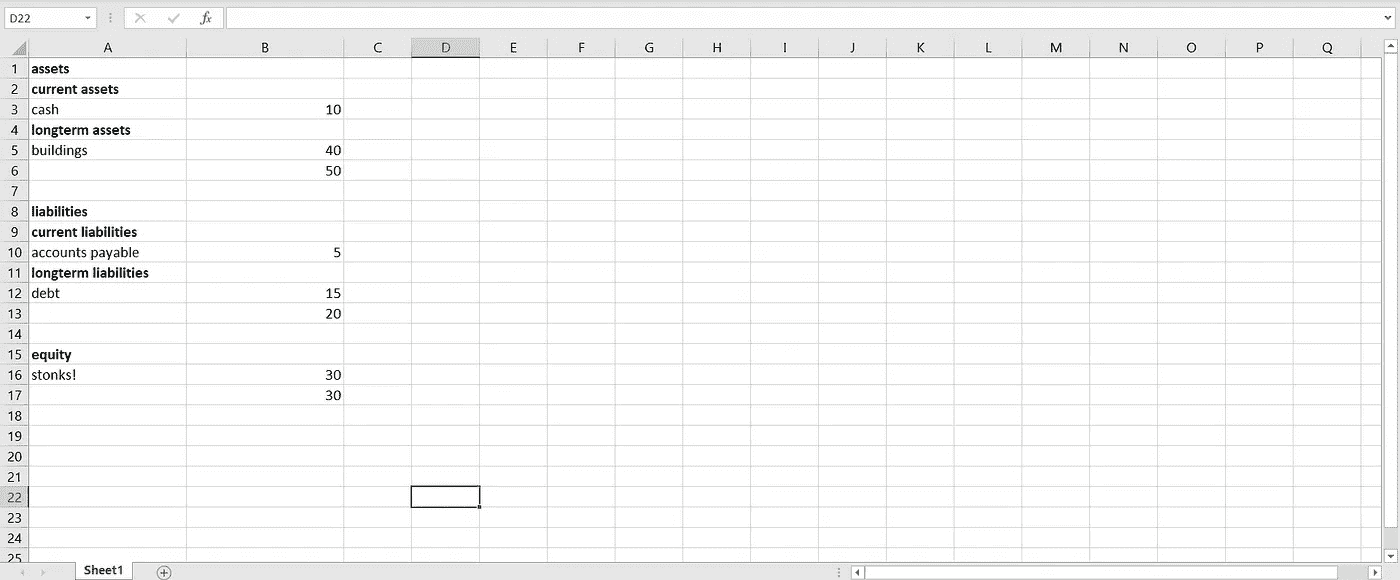 D22 fx
A B C D E F G H I J K L M N O P Q
1 assets
2 current assets
3 cash 10
4 longterm assets
5 buildings 40
6 50
7
8 liabilities
9 current liabilities
10 accounts payable 5
11 longterm liabilities
12 debt 15
13 20
14
15 equity
16 stonks! 30
17 30
18
19
20
21
22
23
24
25
Sheet1